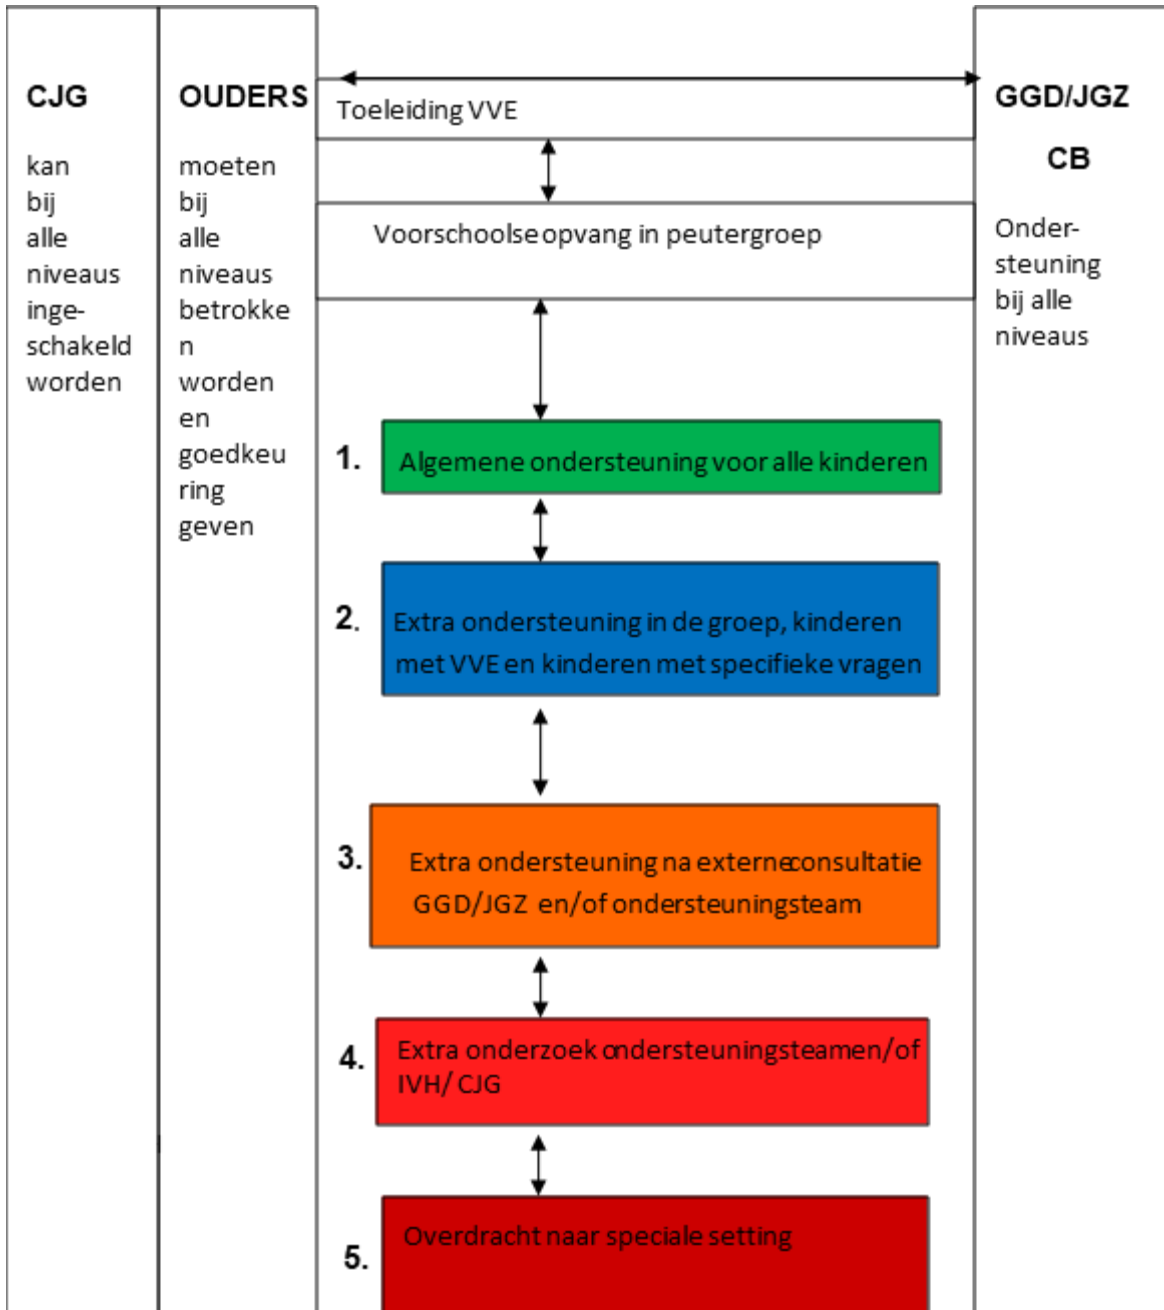 CJG
kan
bij
alle
niveaus
inge-
schakeld
worden
OUDERS
moeten
bij
alle
niveaus
betrokke
n
worden
en
goedkeu
ring
geven
Toeleiding VVE
Voorschoolse opvang in peutergroep
1. Algemene ondersteuning voor alle kinderen
2. Extra ondersteuning in de groep, kinderen
met VVE en kinderen met specifieke vragen
3. Extra ondersteuning na externe consultatie
GGD/JGZ en/of ondersteuningsteam
4. Extra onderzoek ondersteuningsteam en/of
IVH/ CJG
5. Overdracht naar speciale setting
GGD/JGZ
CB
Onder-
steuning
bij alle
niveaus